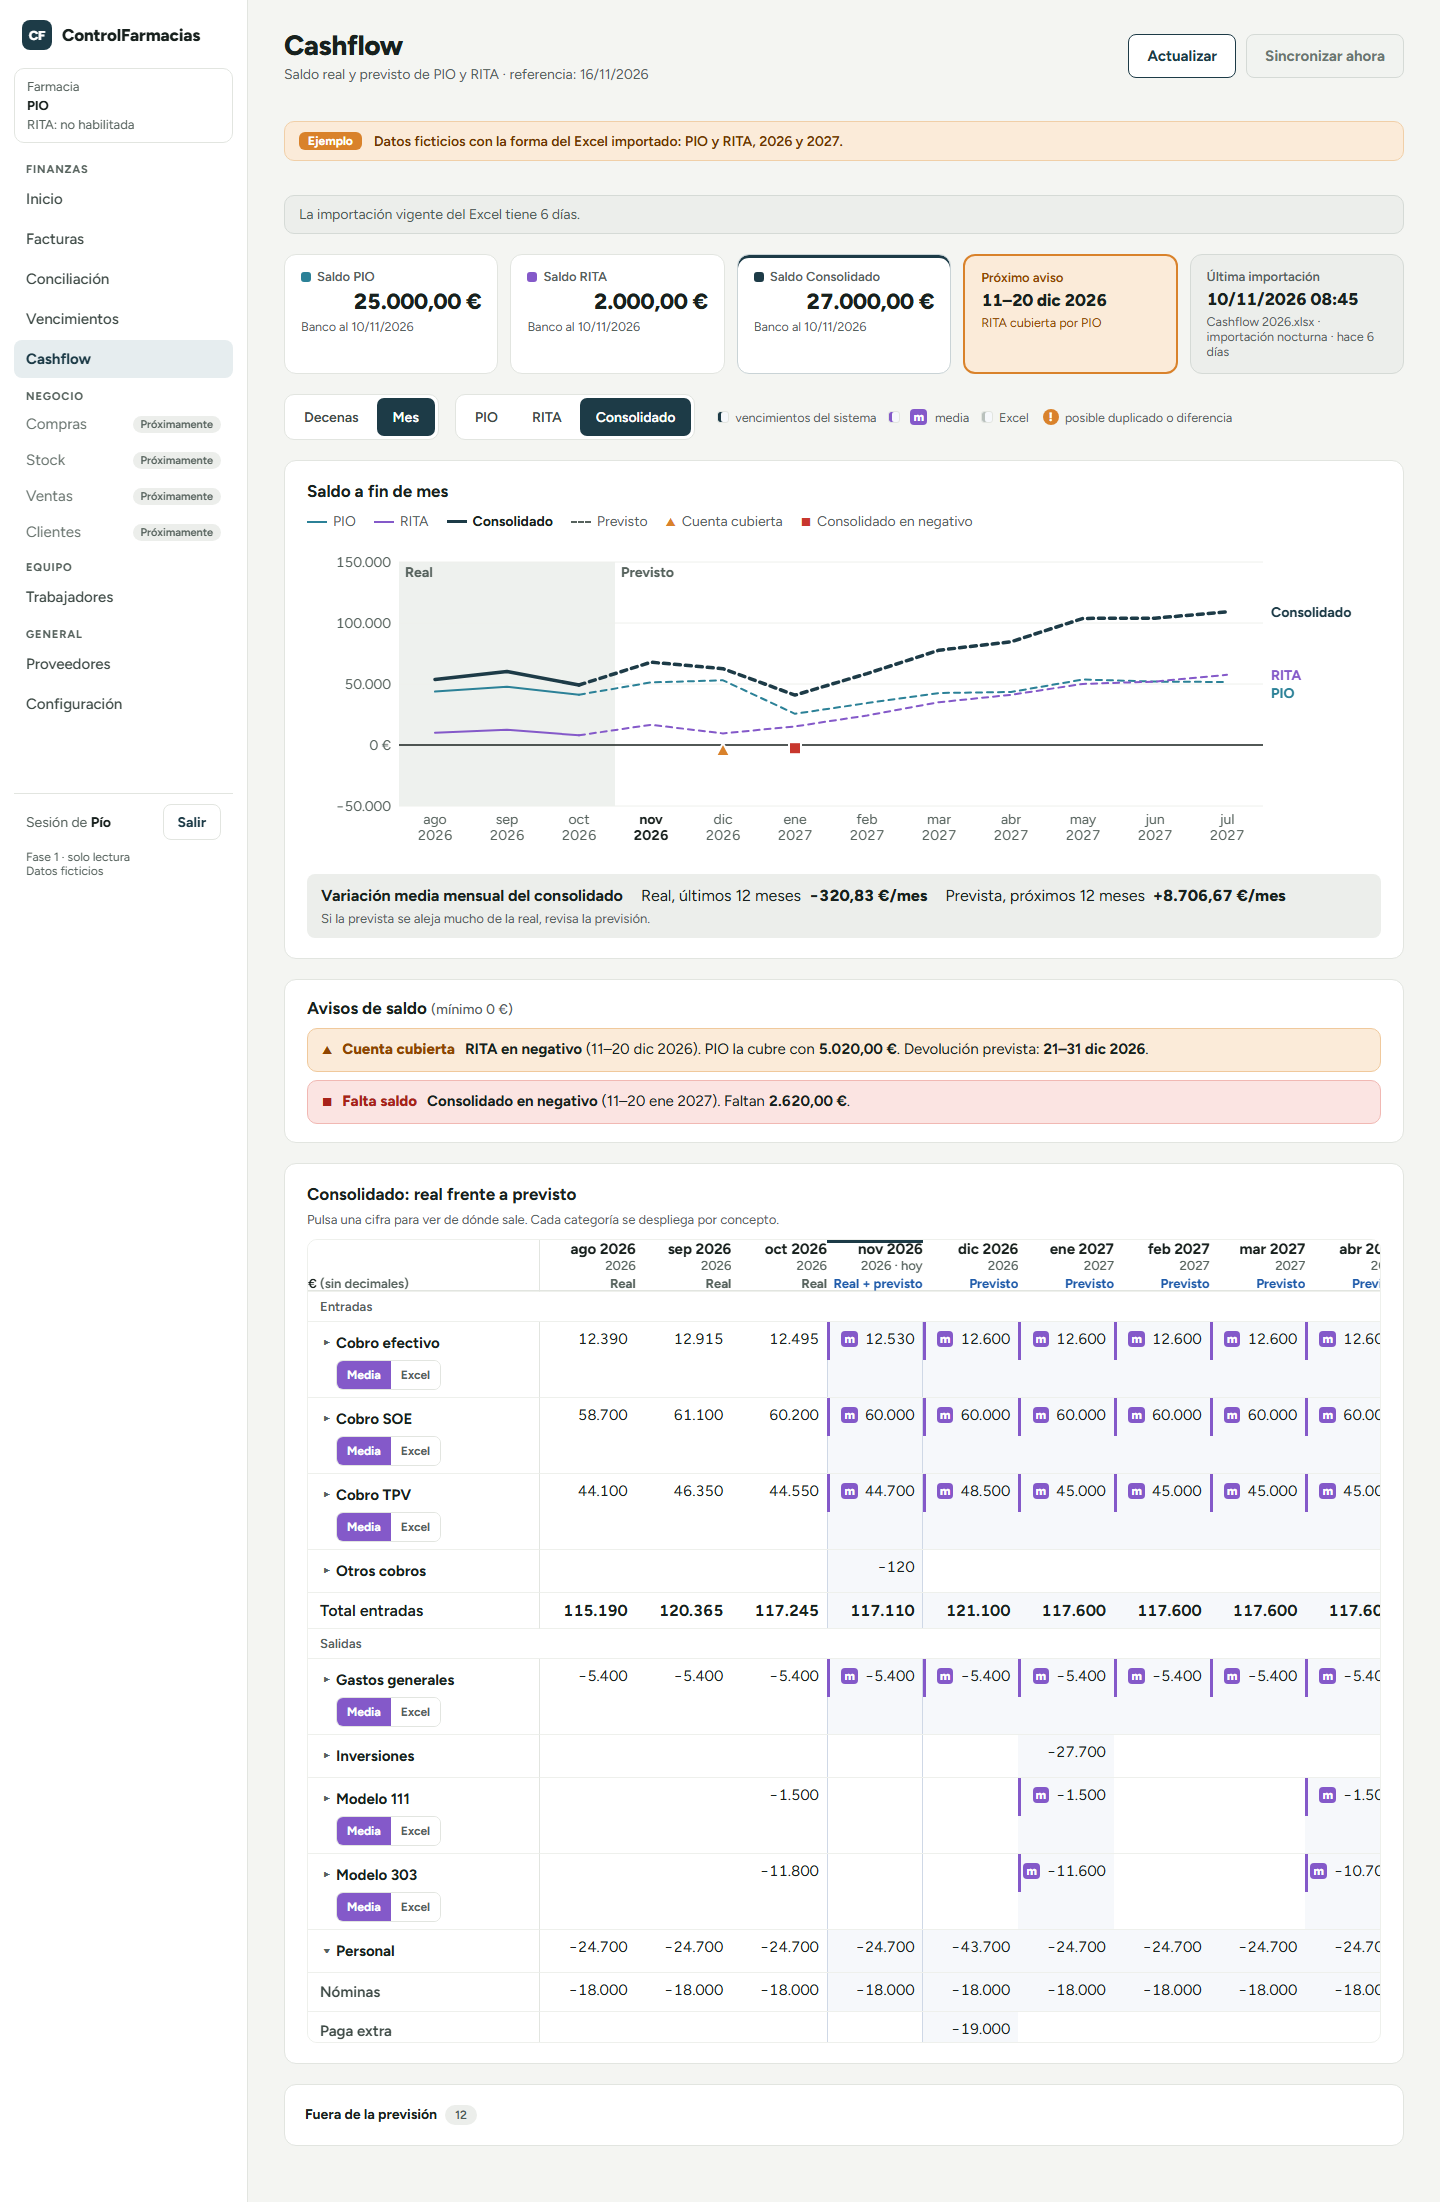 CF ControlFarmacias
Farmacia
PIO
RITA: no habilitada
FINANZAS
Inicio
Facturas
Conciliación
Vencimientos
Cashflow
NEGOCIO
Compras Próximamente
Stock Próximamente
Ventas Próximamente
Clientes Próximamente
EQUIPO
Trabajadores
GENERAL
Proveedores
Configuración
Sesión de Pío Salir
Fase 1 · solo lectura
Datos ficticios
Cashflow
Saldo real y previsto de PIO y RITA · referencia: 16/11/2026
Actualizar Sincronizar ahora
Ejemplo Datos ficticios con la forma del Excel importado: PIO y RITA, 2026 y 2027.
La importación vigente del Excel tiene 6 días.
Saldo PIO
25.000,00 €
Banco al 10/11/2026
Saldo RITA
2.000,00 €
Banco al 10/11/2026
Saldo Consolidado
27.000,00 €
Banco al 10/11/2026
Próximo aviso
11–20 dic 2026
RITA cubierta por PIO
Última importación
10/11/2026 08:45
Cashflow 2026.xlsx ·
importación nocturna · hace 6
días
Decenas Mes PIO RITA Consolidado vencimientos del sistema m media Excel ! posible duplicado o diferencia
Saldo a fin de mes
PIO RITA Consolidado Previsto Cuenta cubierta Consolidado en negativo
150.000
100.000
50.000
0 €
−50.000
Real Previsto
Consolidado
RITA
PIO
ago sep oct nov dic ene feb mar abr may jun jul
2026 2026 2026 2026 2026 2027 2027 2027 2027 2027 2027 2027
Variación media mensual del consolidado Real, últimos 12 meses −320,83 €/mes Prevista, próximos 12 meses +8.706,67 €/mes
Si la prevista se aleja mucho de la real, revisa la previsión.
Avisos de saldo (mínimo 0 €)
Cuenta cubierta RITA en negativo (11–20 dic 2026). PIO la cubre con 5.020,00 €. Devolución prevista: 21–31 dic 2026.
Falta saldo Consolidado en negativo (11–20 ene 2027). Faltan 2.620,00 €.
Consolidado: real frente a previsto
Pulsa una cifra para ver de dónde sale. Cada categoría se despliega por concepto.
ago 2026 sep 2026 oct 2026 nov 2026 dic 2026 ene 2027 feb 2027 mar 2027 abr 20
2026 2026 2026 2026 · hoy 2026 2027 2027 2027 20
€ (sin decimales) Real Real Real Real + previsto Previsto Previsto Previsto Previsto Previ
Entradas
Cobro efectivo 12.390 12.915 12.495 m 12.530 m 12.600 m 12.600 m 12.600 m 12.600 m 12.60
Media Excel
Cobro SOE 58.700 61.100 60.200 m 60.000 m 60.000 m 60.000 m 60.000 m 60.000 m 60.00
Media Excel
Cobro TPV 44.100 46.350 44.550 m 44.700 m 48.500 m 45.000 m 45.000 m 45.000 m 45.00
Media Excel
Otros cobros −120
Total entradas 115.190 120.365 117.245 117.110 121.100 117.600 117.600 117.600 117.60
Salidas
Gastos generales −5.400 −5.400 −5.400 m −5.400 m −5.400 m −5.400 m −5.400 m −5.400 m −5.40
Media Excel
Inversiones −27.700
Modelo 111 −1.500 m −1.500 m −1.50
Media Excel
Modelo 303 −11.800 m −11.600 m −10.70
Media Excel
Personal −24.700 −24.700 −24.700 −24.700 −43.700 −24.700 −24.700 −24.700 −24.70
Nóminas −18.000 −18.000 −18.000 −18.000 −18.000 −18.000 −18.000 −18.000 −18.00
Paga extra −19.000
Fuera de la previsión 12